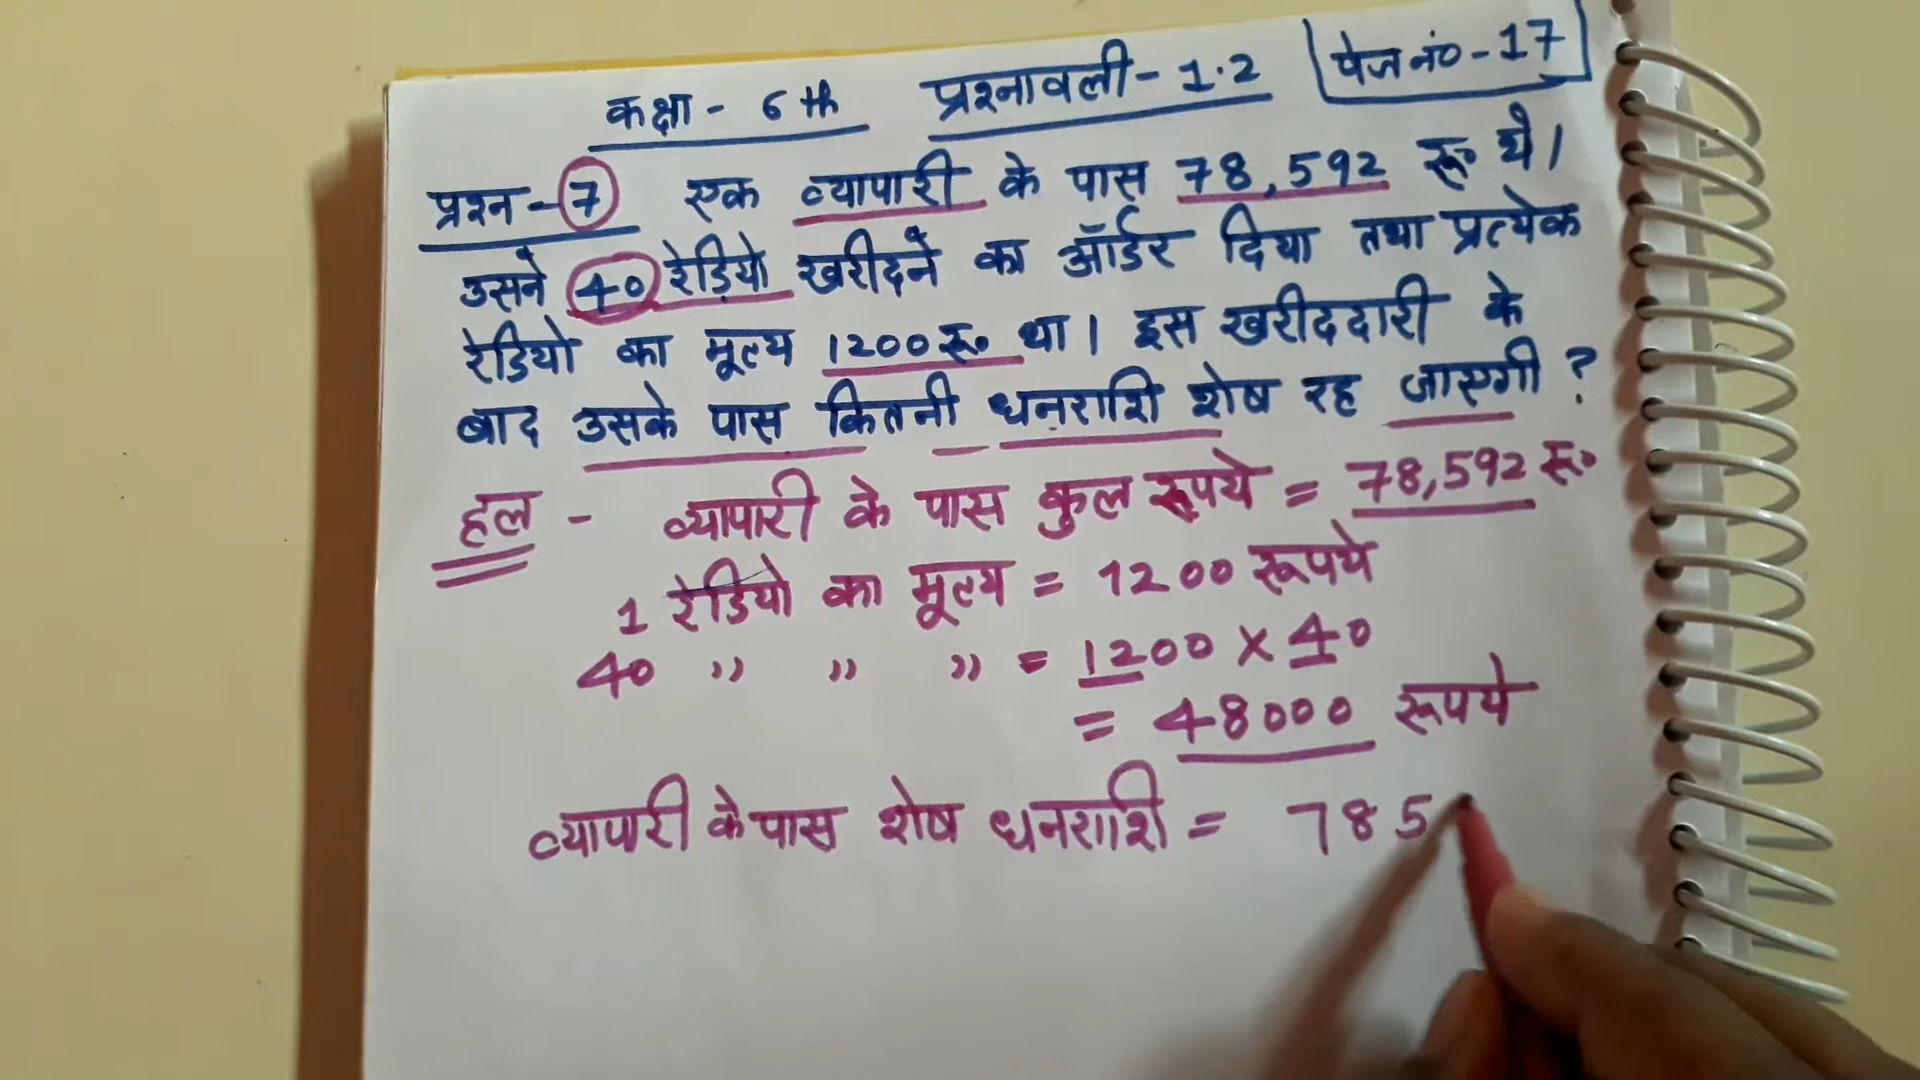 कक्षा - 6th प्रश्नावली - 1.2 पेज नं० - 17
प्रश्न - 7 एक व्यापारी के पास 78,592 रू० थे।
उसने 40 रेडियो खरीदने का ऑर्डर दिया तथा प्रत्येक
रेडियो का मूल्य 1200 रू० था। इस खरीददारी के
बाद उसके पास कितनी धनराशि शेष रह जाएगी ?
हल - व्यापारी के पास कुल रूपये = 78,592 रू०
1 रेडियो का मूल्य = 1200 रूपये
40 " " " = 1200 × 40
= 48000 रूपये
व्यापारी के पास शेष धनराशि = 785